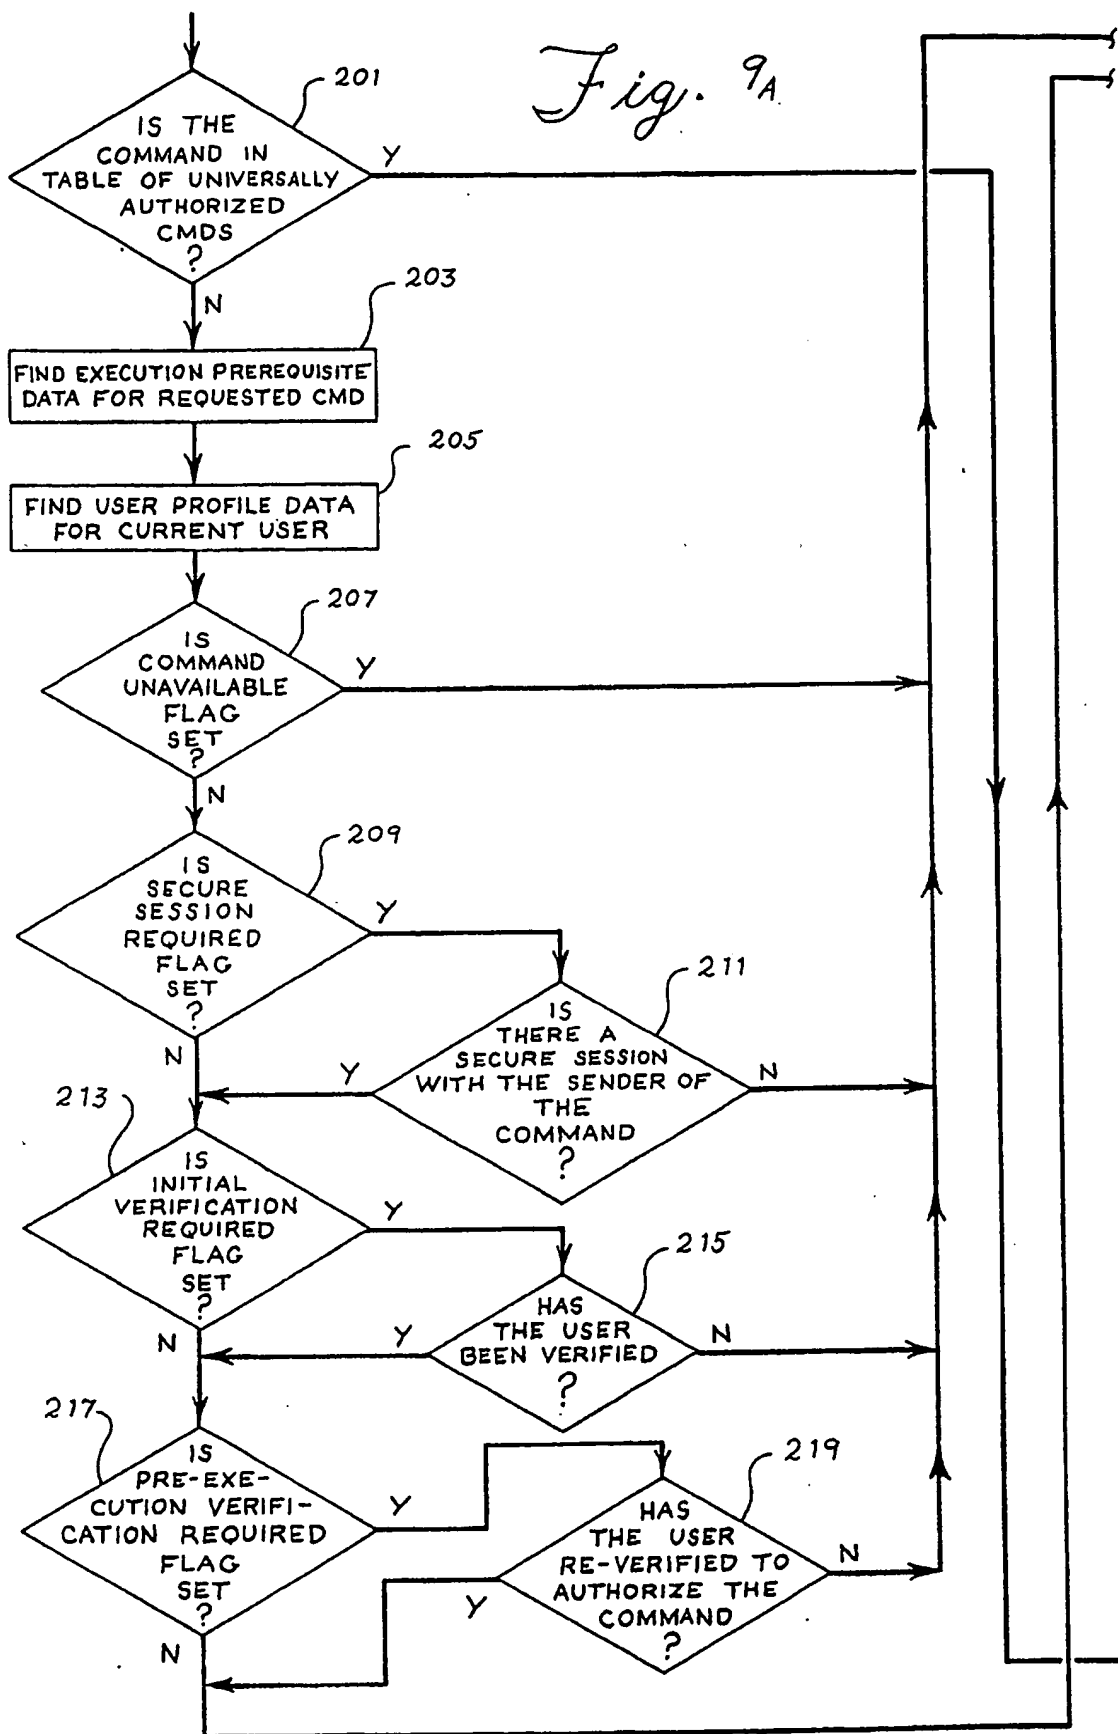 Fig. 9A
201
IS THE
COMMAND IN
TABLE OF UNIVERSALLY
AUTHORIZED
CMDS
?
Y
N
203
FIND EXECUTION PREREQUISITE
DATA FOR REQUESTED CMD
205
FIND USER PROFILE DATA
FOR CURRENT USER
207
IS
COMMAND
UNAVAILABLE
FLAG
SET
?
Y
N
209
IS
SECURE
SESSION
REQUIRED
FLAG
SET
?
Y
N
211
IS
THERE A
SECURE SESSION
WITH THE SENDER OF
THE
COMMAND
?
Y
N
213
IS
INITIAL
VERIFICATION
REQUIRED
FLAG
SET
?
Y
N
215
HAS
THE USER
BEEN VERIFIED
?
Y
N
217
IS
PRE-EXE-
CUTION VERIFI-
CATION REQUIRED
FLAG
SET
?
Y
N
219
HAS
THE USER
RE-VERIFIED TO
AUTHORIZE THE
COMMAND
?
Y
N